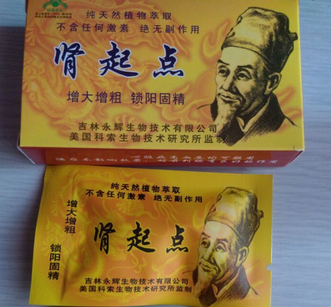 纯天然植物萃取
不含任何激素 绝无副作用
肾起点
增大增粗 锁阳固精
吉林永辉生物技术有限公司
美国科索生物技术研究所监制
纯天然植物萃取
不含任何激素 绝无副作用
增大增粗
锁阳固精
肾起点
吉林永辉生物技术有限公司
美国科索生物技术研究所监制